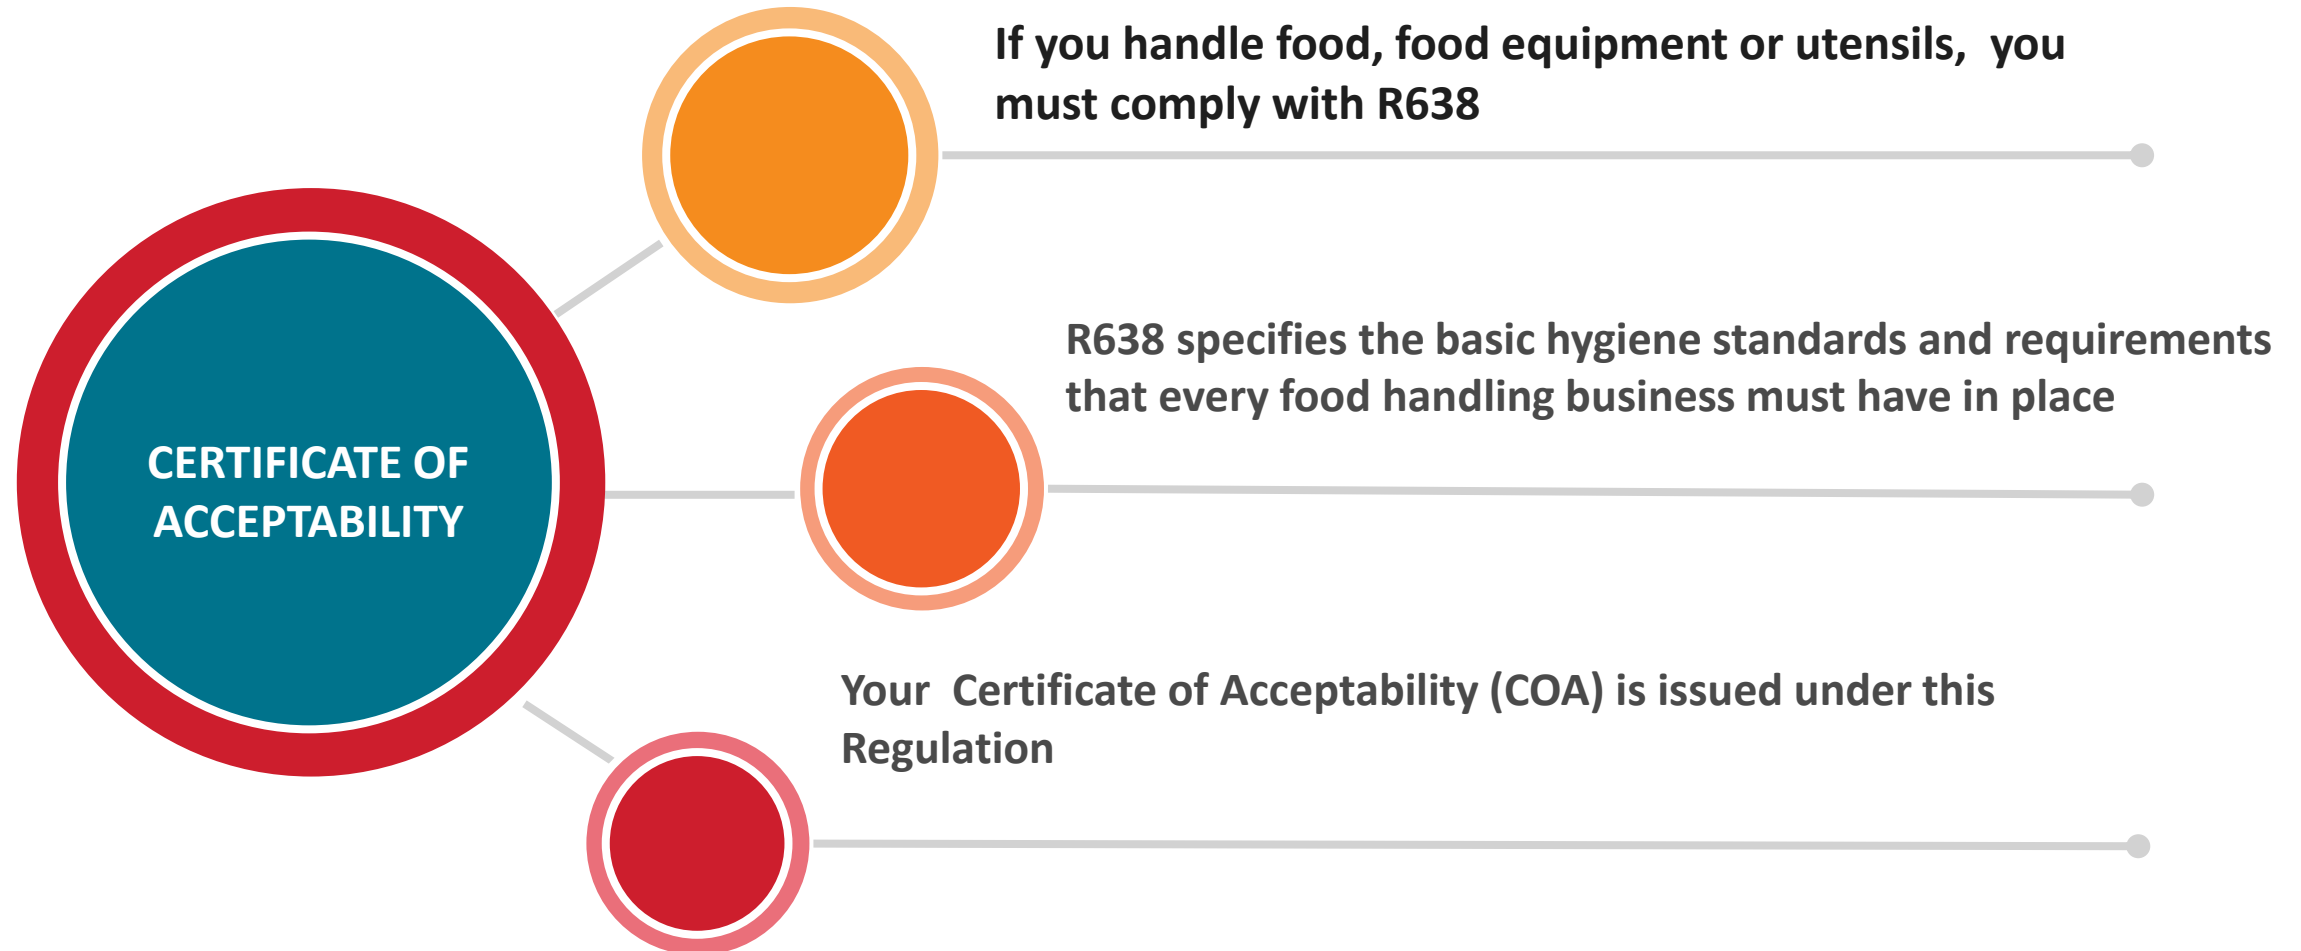 If you handle food, food equipment or utensils,  you
must comply with R638
R638 specifies the basic hygiene standards and requirements
that every food handling business must have in place
CERTIFICATE OF
ACCEPTABILITY
Your  Certificate of Acceptability (COA) is issued under this
Regulation